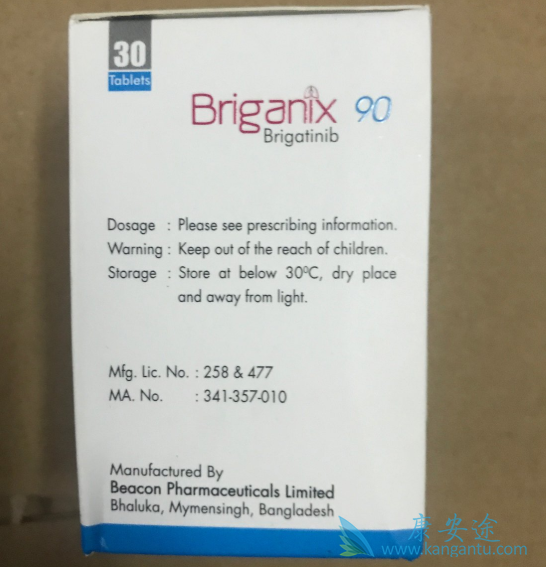 30
Tablets
Briganix 90
Brigatinib
Dosage : Please see prescribing information.
Warning : Keep out of the reach of children.
Storage : Store at below 30⁰C, dry place
and away from light.
Mfg. Lic. No. : 258 & 477
MA. No. : 341-357-010
Manufactured By
Beacon Pharmaceuticals Limited
Bhaluka, Mymensingh, Bangladesh
康安途
www.kangantu.com